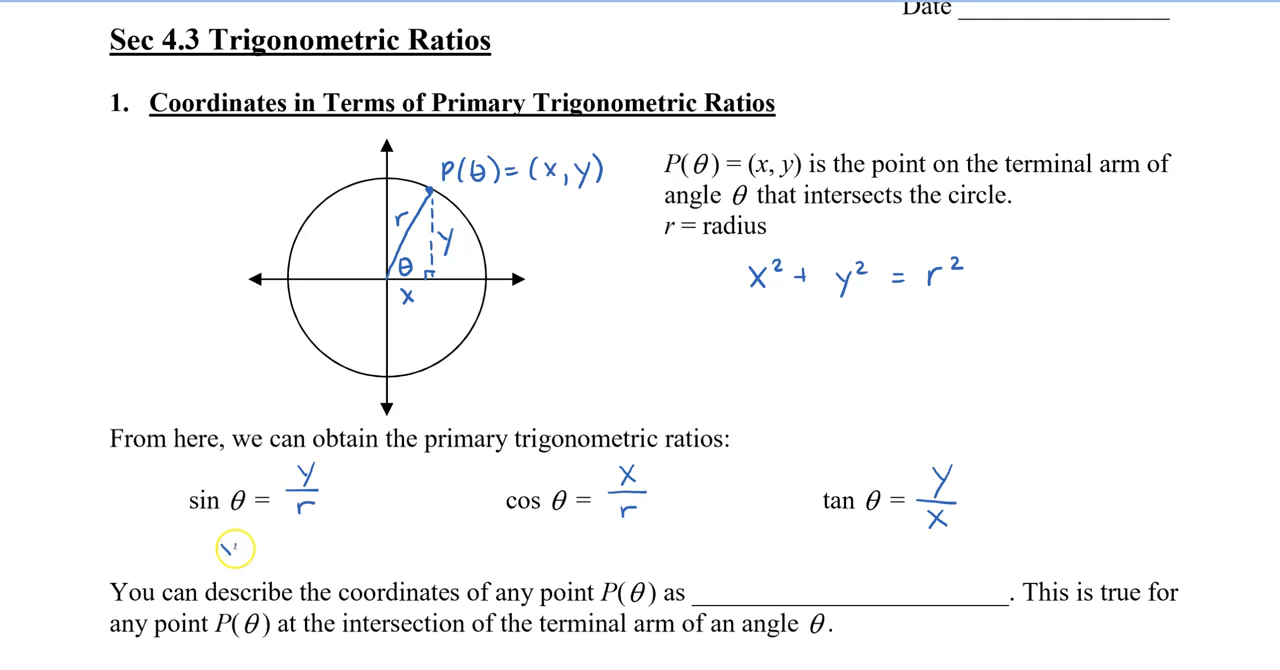 Date ________________
Sec 4.3 Trigonometric Ratios
1. Coordinates in Terms of Primary Trigonometric Ratios
P(θ) = (x, y)
r
y
θ
x
P(θ) = (x, y) is the point on the terminal arm of
angle θ that intersects the circle.
r = radius
x² + y² = r²
From here, we can obtain the primary trigonometric ratios:
sin θ = y/r cos θ = x/r tan θ = y/x
You can describe the coordinates of any point P(θ) as ________________________. This is true for
any point P(θ) at the intersection of the terminal arm of an angle θ.